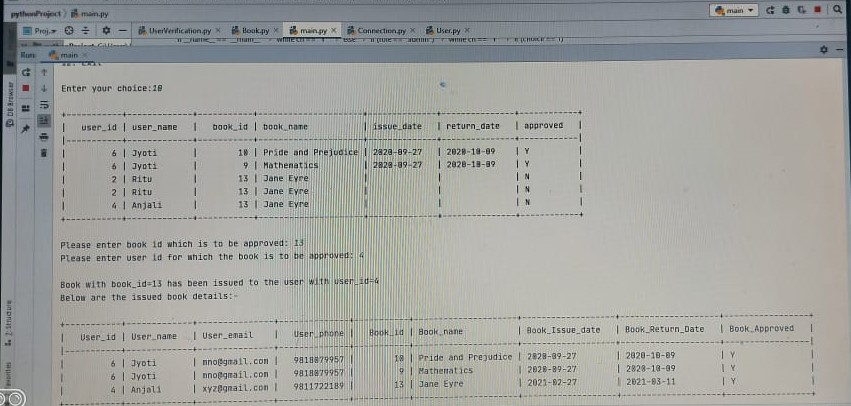 pythonProject main.py
main
Proj... UserVerification.py Book.py main.py Connection.py User.py
Run: main
Enter your choice:10
| user_id | user_name | book_id | book_name | issue_date | return_date | approved |
| 6 | Jyoti | 10 | Pride and Prejudice | 2020-09-27 | 2020-10-09 | Y |
| 6 | Jyoti | 9 | Mathematics | 2020-09-27 | 2020-10-09 | Y |
| 2 | Ritu | 13 | Jane Eyre | | | N |
| 2 | Ritu | 13 | Jane Eyre | | | N |
| 4 | Anjali | 13 | Jane Eyre | | | N |
Please enter book id which is to be approved: 13
Please enter user id for which the book is to be approved: 4
Book with book_id=13 has been issued to the user with user_id=4
Below are the issued book details:-
| User_id | User_name | User_email | User_phone | Book_id | Book_name | Book_Issue_date | Book_Return_Date | Book_Approved |
| 6 | Jyoti | mno@gmail.com | 9818079957 | 10 | Pride and Prejudice | 2020-09-27 | 2020-10-09 | Y |
| 6 | Jyoti | mno@gmail.com | 9818079957 | 9 | Mathematics | 2020-09-27 | 2020-10-09 | Y |
| 4 | Anjali | xyz@gmail.com | 9811722189 | 13 | Jane Eyre | 2021-02-27 | 2021-03-11 | Y |
DB Browser
Structure